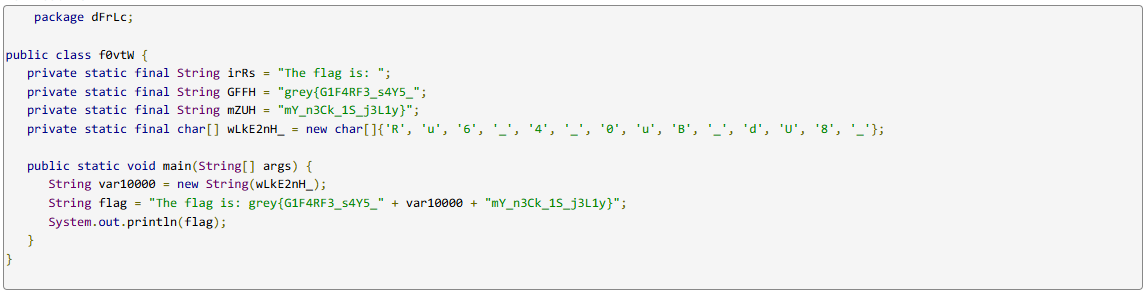 package dFrLc;
public class f0vtW {
private static final String irRs = "The flag is: ";
private static final String GFFH = "grey{G1F4RF3_s4Y5_";
private static final String mZUH = "mY_n3Ck_1S_j3L1y}";
private static final char[] wLkE2nH_ = new char[]{'R', 'u', '6', '_', '4', '_', '0', 'u', 'B', '_', 'd', 'U', '8', '_'};
public static void main(String[] args) {
String var10000 = new String(wLkE2nH_);
String flag = "The flag is: grey{G1F4RF3_s4Y5_" + var10000 + "mY_n3Ck_1S_j3L1y}";
System.out.println(flag);
}
}